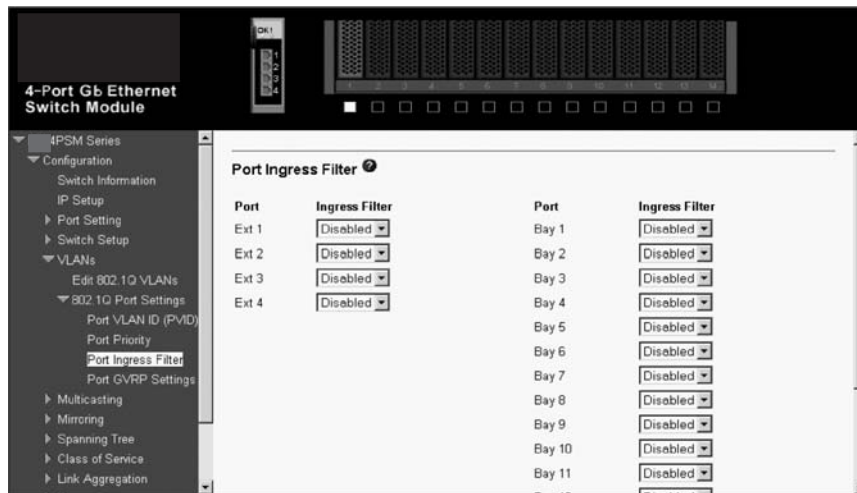 OK!
1
2
3
4
1 2 3 4 5 6 7 8 9 10 11 12 13 14
4-Port Gb Ethernet
Switch Module
4PSM Series
Configuration
Switch Information
IP Setup
Port Setting
Switch Setup
VLANs
Edit 802.1Q VLANs
802.1Q Port Settings
Port VLAN ID (PVID)
Port Priority
Port Ingress Filter
Port GVRP Settings
Multicasting
Mirroring
Spanning Tree
Class of Service
Link Aggregation
Port Ingress Filter ?
Port Ingress Filter Port Ingress Filter
Ext 1 Disabled Bay 1 Disabled
Ext 2 Disabled Bay 2 Disabled
Ext 3 Disabled Bay 3 Disabled
Ext 4 Disabled Bay 4 Disabled
Bay 5 Disabled
Bay 6 Disabled
Bay 7 Disabled
Bay 8 Disabled
Bay 9 Disabled
Bay 10 Disabled
Bay 11 Disabled